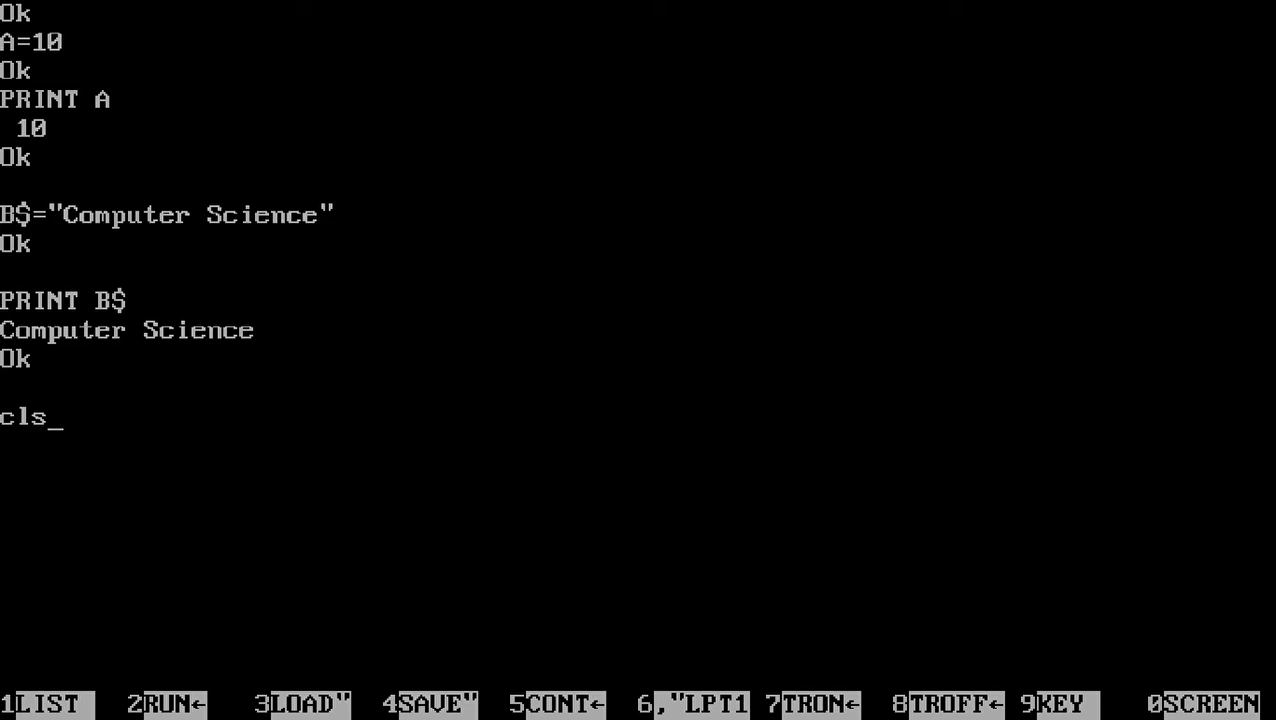 Ok
A=10
Ok
PRINT A
 10
Ok
B$="Computer Science"
Ok
PRINT B$
Computer Science
Ok
cls_
1LIST 2RUN← 3LOAD" 4SAVE" 5CONT← 6,"LPT1 7TRON← 8TROFF← 9KEY 0SCREEN